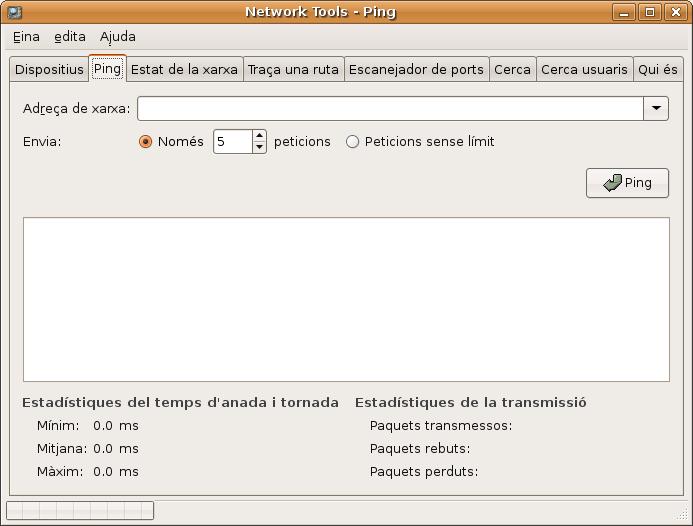 Network Tools - Ping
Eina edita Ajuda
Dispositius Ping Estat de la xarxa Traça una ruta Escanejador de ports Cerca Cerca usuaris Qui és
Adreça de xarxa:
Envia: Només 5 peticions Peticions sense límit
Ping
Estadístiques del temps d'anada i tornada Estadístiques de la transmissió
Mínim: 0.0 ms Paquets transmessos:
Mitjana: 0.0 ms Paquets rebuts:
Màxim: 0.0 ms Paquets perduts: